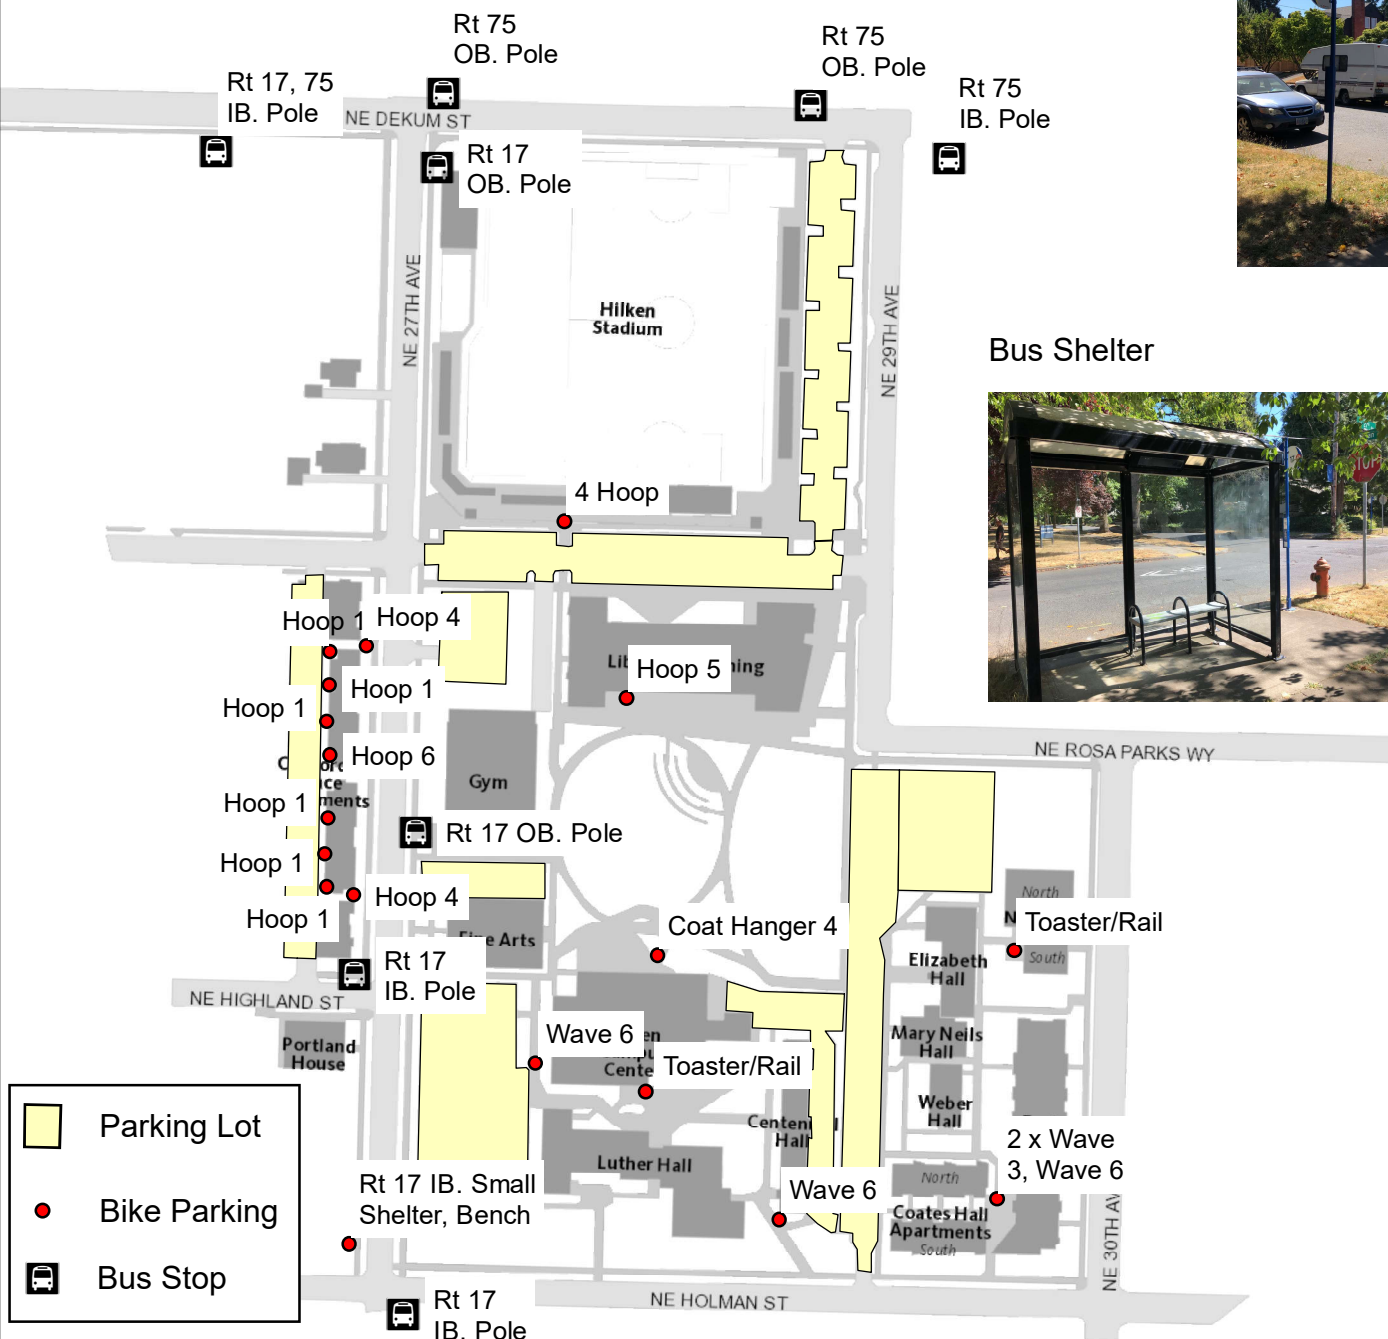 Rt 75
OB. Pole
Rt 75
OB. Pole
Rt 17, 75
IB. Pole
Rt 75
IB. Pole
NE DEKUM ST
Rt 17
OB. Pole
NE 27TH AVE
Hilken
Stadium
NE 29TH AVE
Bus Shelter
STOP
4 Hoop
Hoop 1
Hoop 4
Hoop 5
Hoop 1
Hoop 1
Hoop 6
NE ROSA PARKS WY
Gym
Hoop 1
Rt 17 OB. Pole
Hoop 1
Hoop 4
Hoop 1
North
Toaster/Rail
South
Coat Hanger 4
Fine Arts
Elizabeth
Hall
Rt 17
IB. Pole
NE HIGHLAND ST
Portland
House
Wave 6
Toaster/Rail
Mary Neils
Hall
Weber
Hall
Hall
Parking Lot
Bike Parking
Bus Stop
Luther Hall
2 x Wave
3, Wave 6
Rt 17 IB. Small
Shelter, Bench
Wave 6
North
Coates Hall
Apartments
South
NE 30TH AV
NE HOLMAN ST
Rt 17
IB. Pole